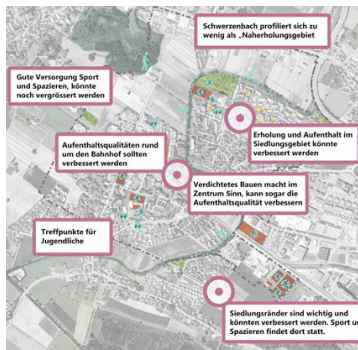 Schwerzenbach profiliert sich zu
wenig als „Naherholungsgebiet
Gute Versorgung Sport
und Spazieren, könnte
noch vergrössert werden
Aufenthaltsqualitäten rund
um den Bahnhof sollten
verbessert werden
Erholung und Aufenthalt im
Siedlungsgebiet könnte
verbessert werden
Verdichtetes Bauen macht im
Zentrum Sinn, kann sogar die
Aufenthaltsqualität verbessern
Treffpunkte für
Jugendliche
Siedlungsränder sind wichtig und
könnten verbessert werden. Sport un
Spazieren findet dort statt.